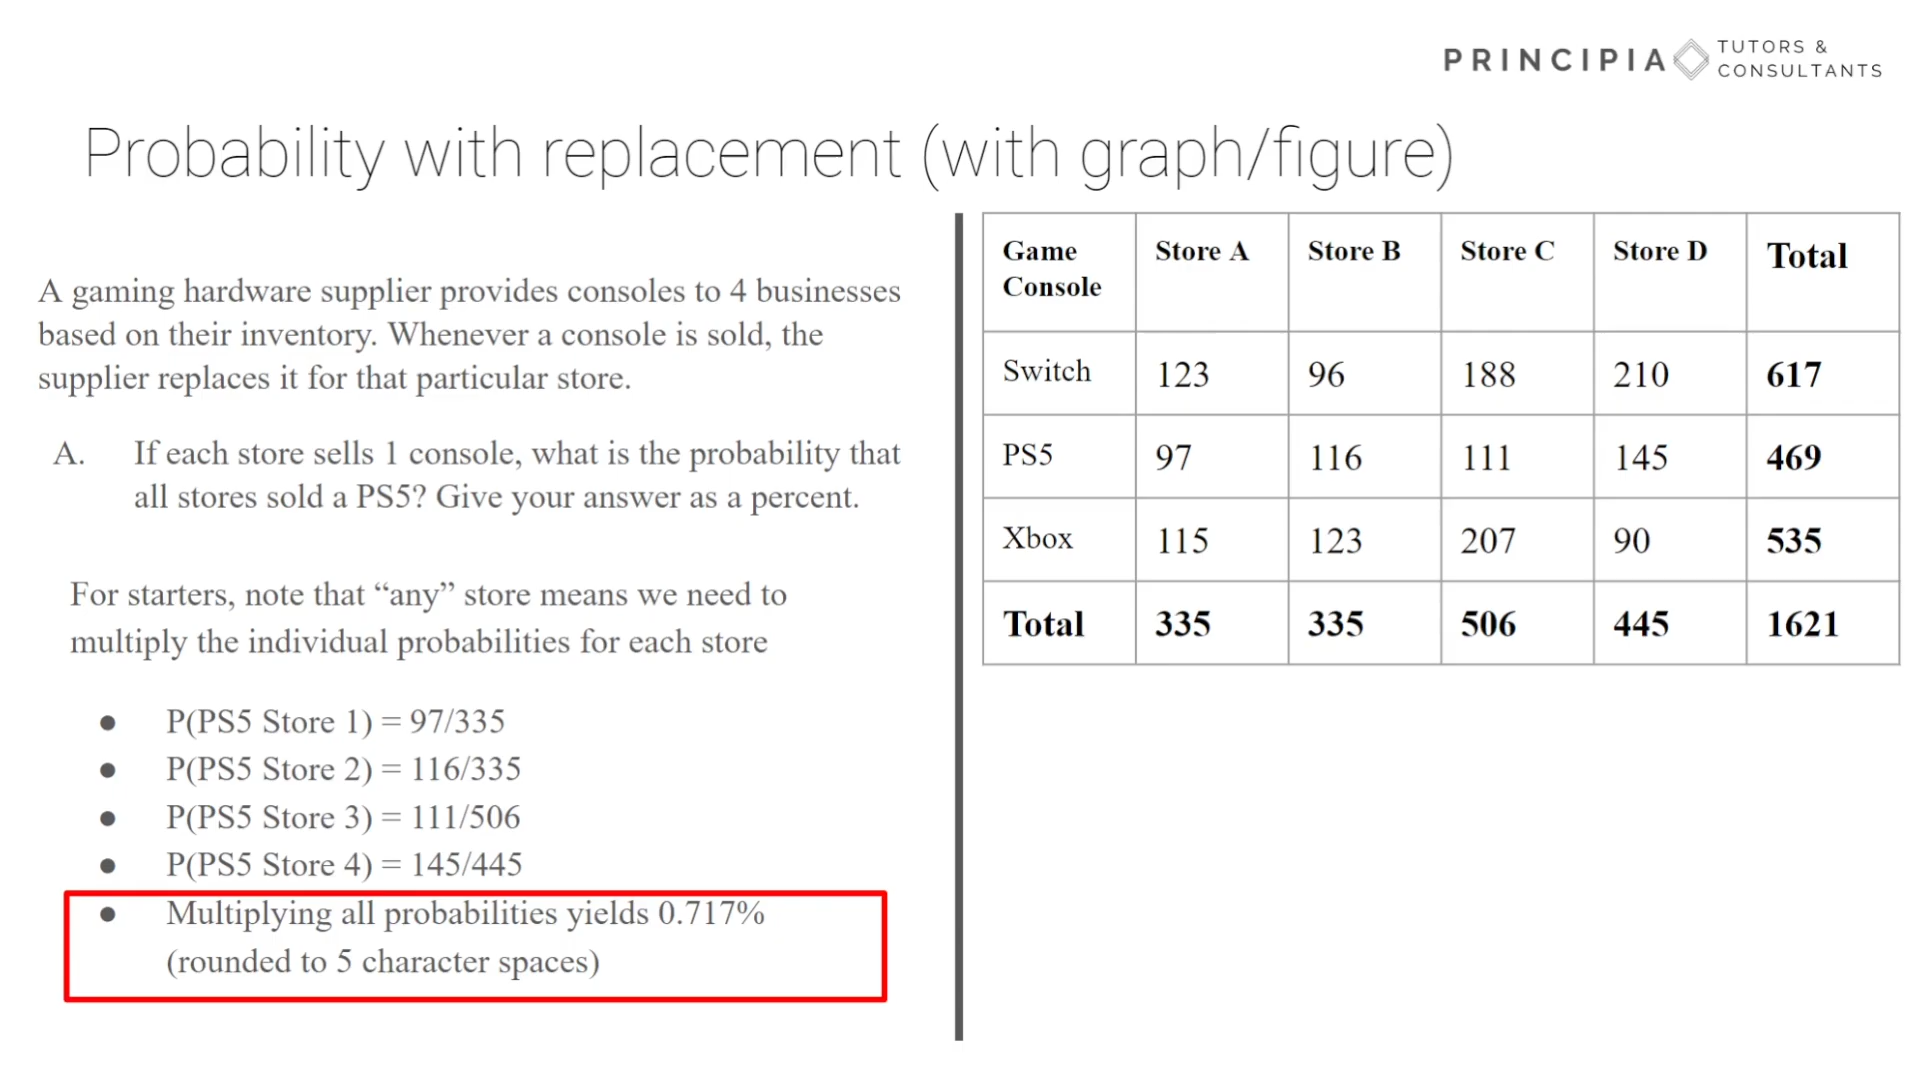 PRINCIPIA TUTORS & CONSULTANTS
Probability with replacement (with graph/figure)
A gaming hardware supplier provides consoles to 4 businesses
based on their inventory. Whenever a console is sold, the
supplier replaces it for that particular store.
A. If each store sells 1 console, what is the probability that
all stores sold a PS5? Give your answer as a percent.
For starters, note that “any” store means we need to
multiply the individual probabilities for each store
● P(PS5 Store 1) = 97/335
● P(PS5 Store 2) = 116/335
● P(PS5 Store 3) = 111/506
● P(PS5 Store 4) = 145/445
● Multiplying all probabilities yields 0.717%
(rounded to 5 character spaces)
Game Console Store A Store B Store C Store D Total
Switch 123 96 188 210 617
PS5 97 116 111 145 469
Xbox 115 123 207 90 535
Total 335 335 506 445 1621